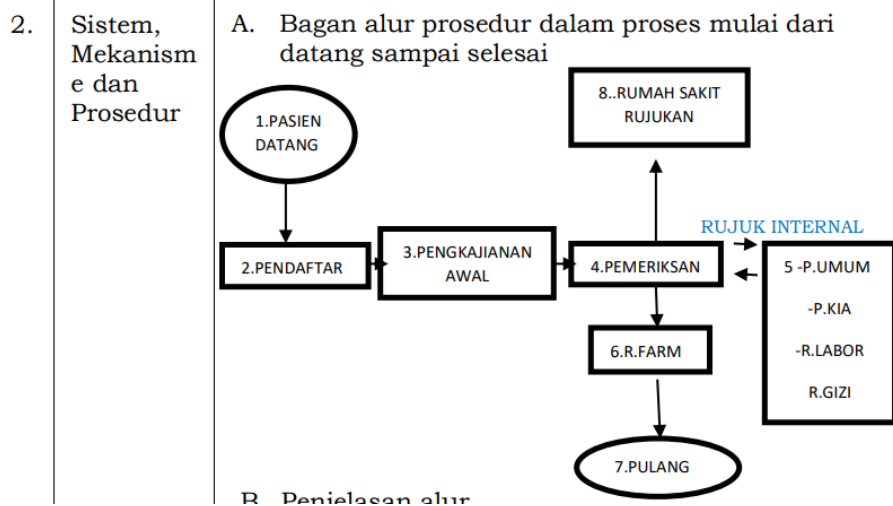 2.
Sistem,
Mekanism
e dan
Prosedur
A. Bagan alur prosedur dalam proses mulai dari
datang sampai selesai
1.PASIEN
DATANG
8..RUMAH SAKIT
RUJUKAN
RUJUK INTERNAL
2.PENDAFTAR
3.PENGKAJIANAN
AWAL
4.PEMERIKSAN
5 -P.UMUM
-P.KIA
-R.LABOR
R.GIZI
6.R.FARM
7.PULANG
B. Penjelasan alur